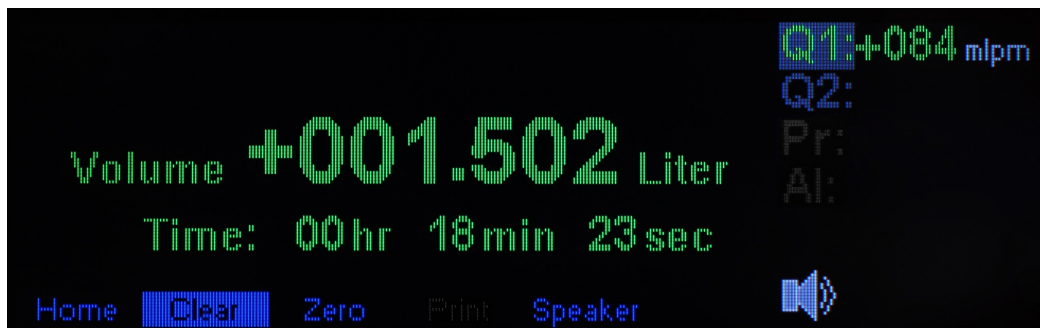 Q1:+084 mlpm
Q2:
Volume +001.502 Liter
Pr:
Al:
Time: 00hr 18min 23sec
Home Clear Zero Print Speaker